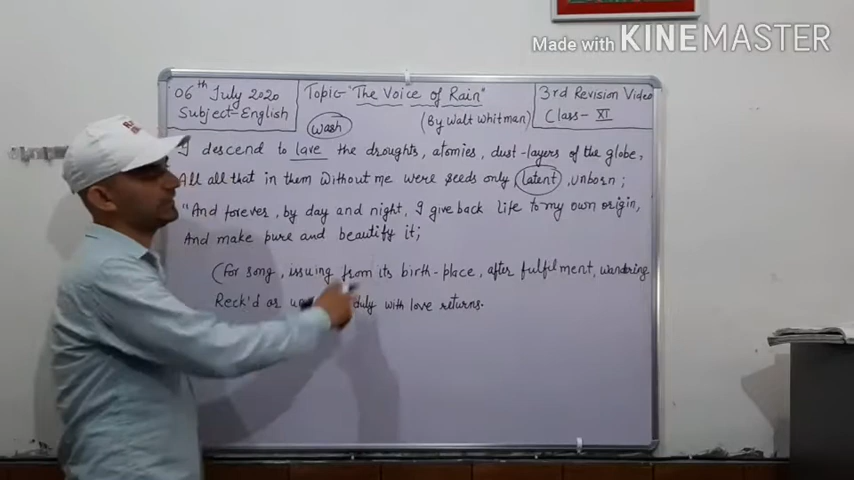 Made with KINEMASTER
06th July 2020
Subject-English
Topic- "The Voice of Rain"
(By Walt Whitman)
3rd Revision Video
Class- XI
wash
I descend to lave the droughts, atomies, dust-layers of the globe,
All all that in them without me were seeds only, latent, unborn;
"And forever, by day and night, I give back life to my own origin,
And make pure and beautify it;
(For song, issuing from its birth-place, after fulfilment, wandering
Reck'd or duly with love returns.